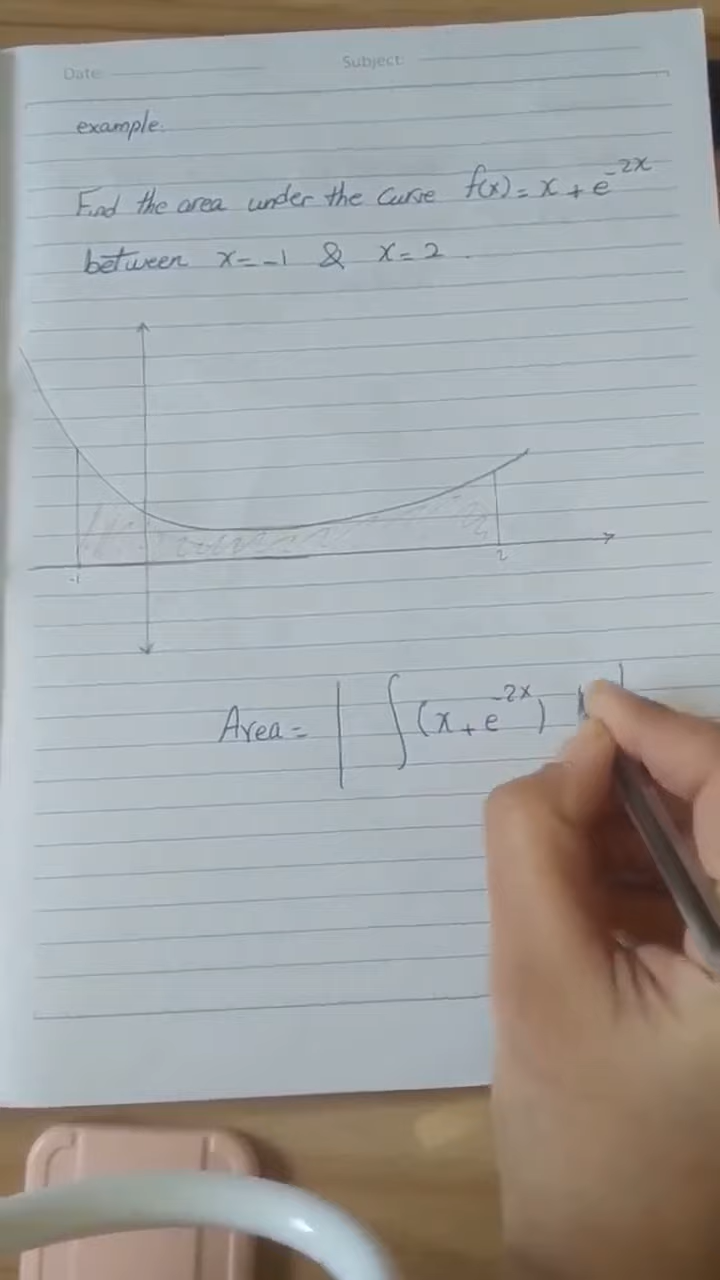 Date: Subject:
example.
Find the area under the curve f(x) = x + e^-2x
between x = -1 & x = 2.
-1 2
Area = | ∫ (x + e^-2x) |